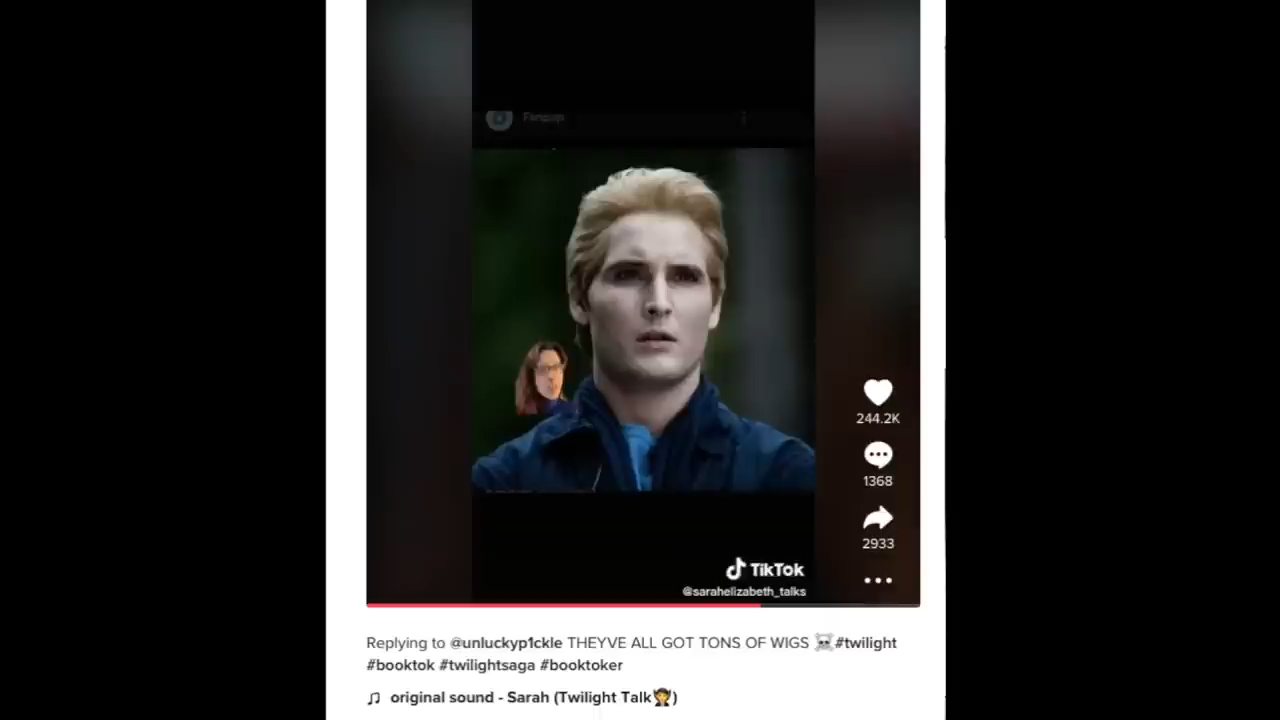 Fanpop
244.2K
1368
2933
TikTok
@sarahelizabeth_talks
Replying to @unluckyp1ckle THEYVE ALL GOT TONS OF WIGS ☠️#twilight
#booktok #twilightsaga #booktoker
original sound - Sarah (Twilight Talk🧛)